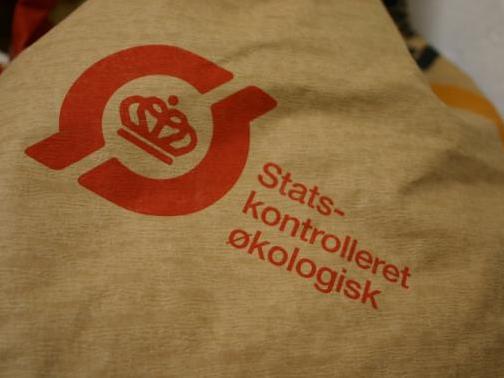 Stats-
kontrolleret
økologisk